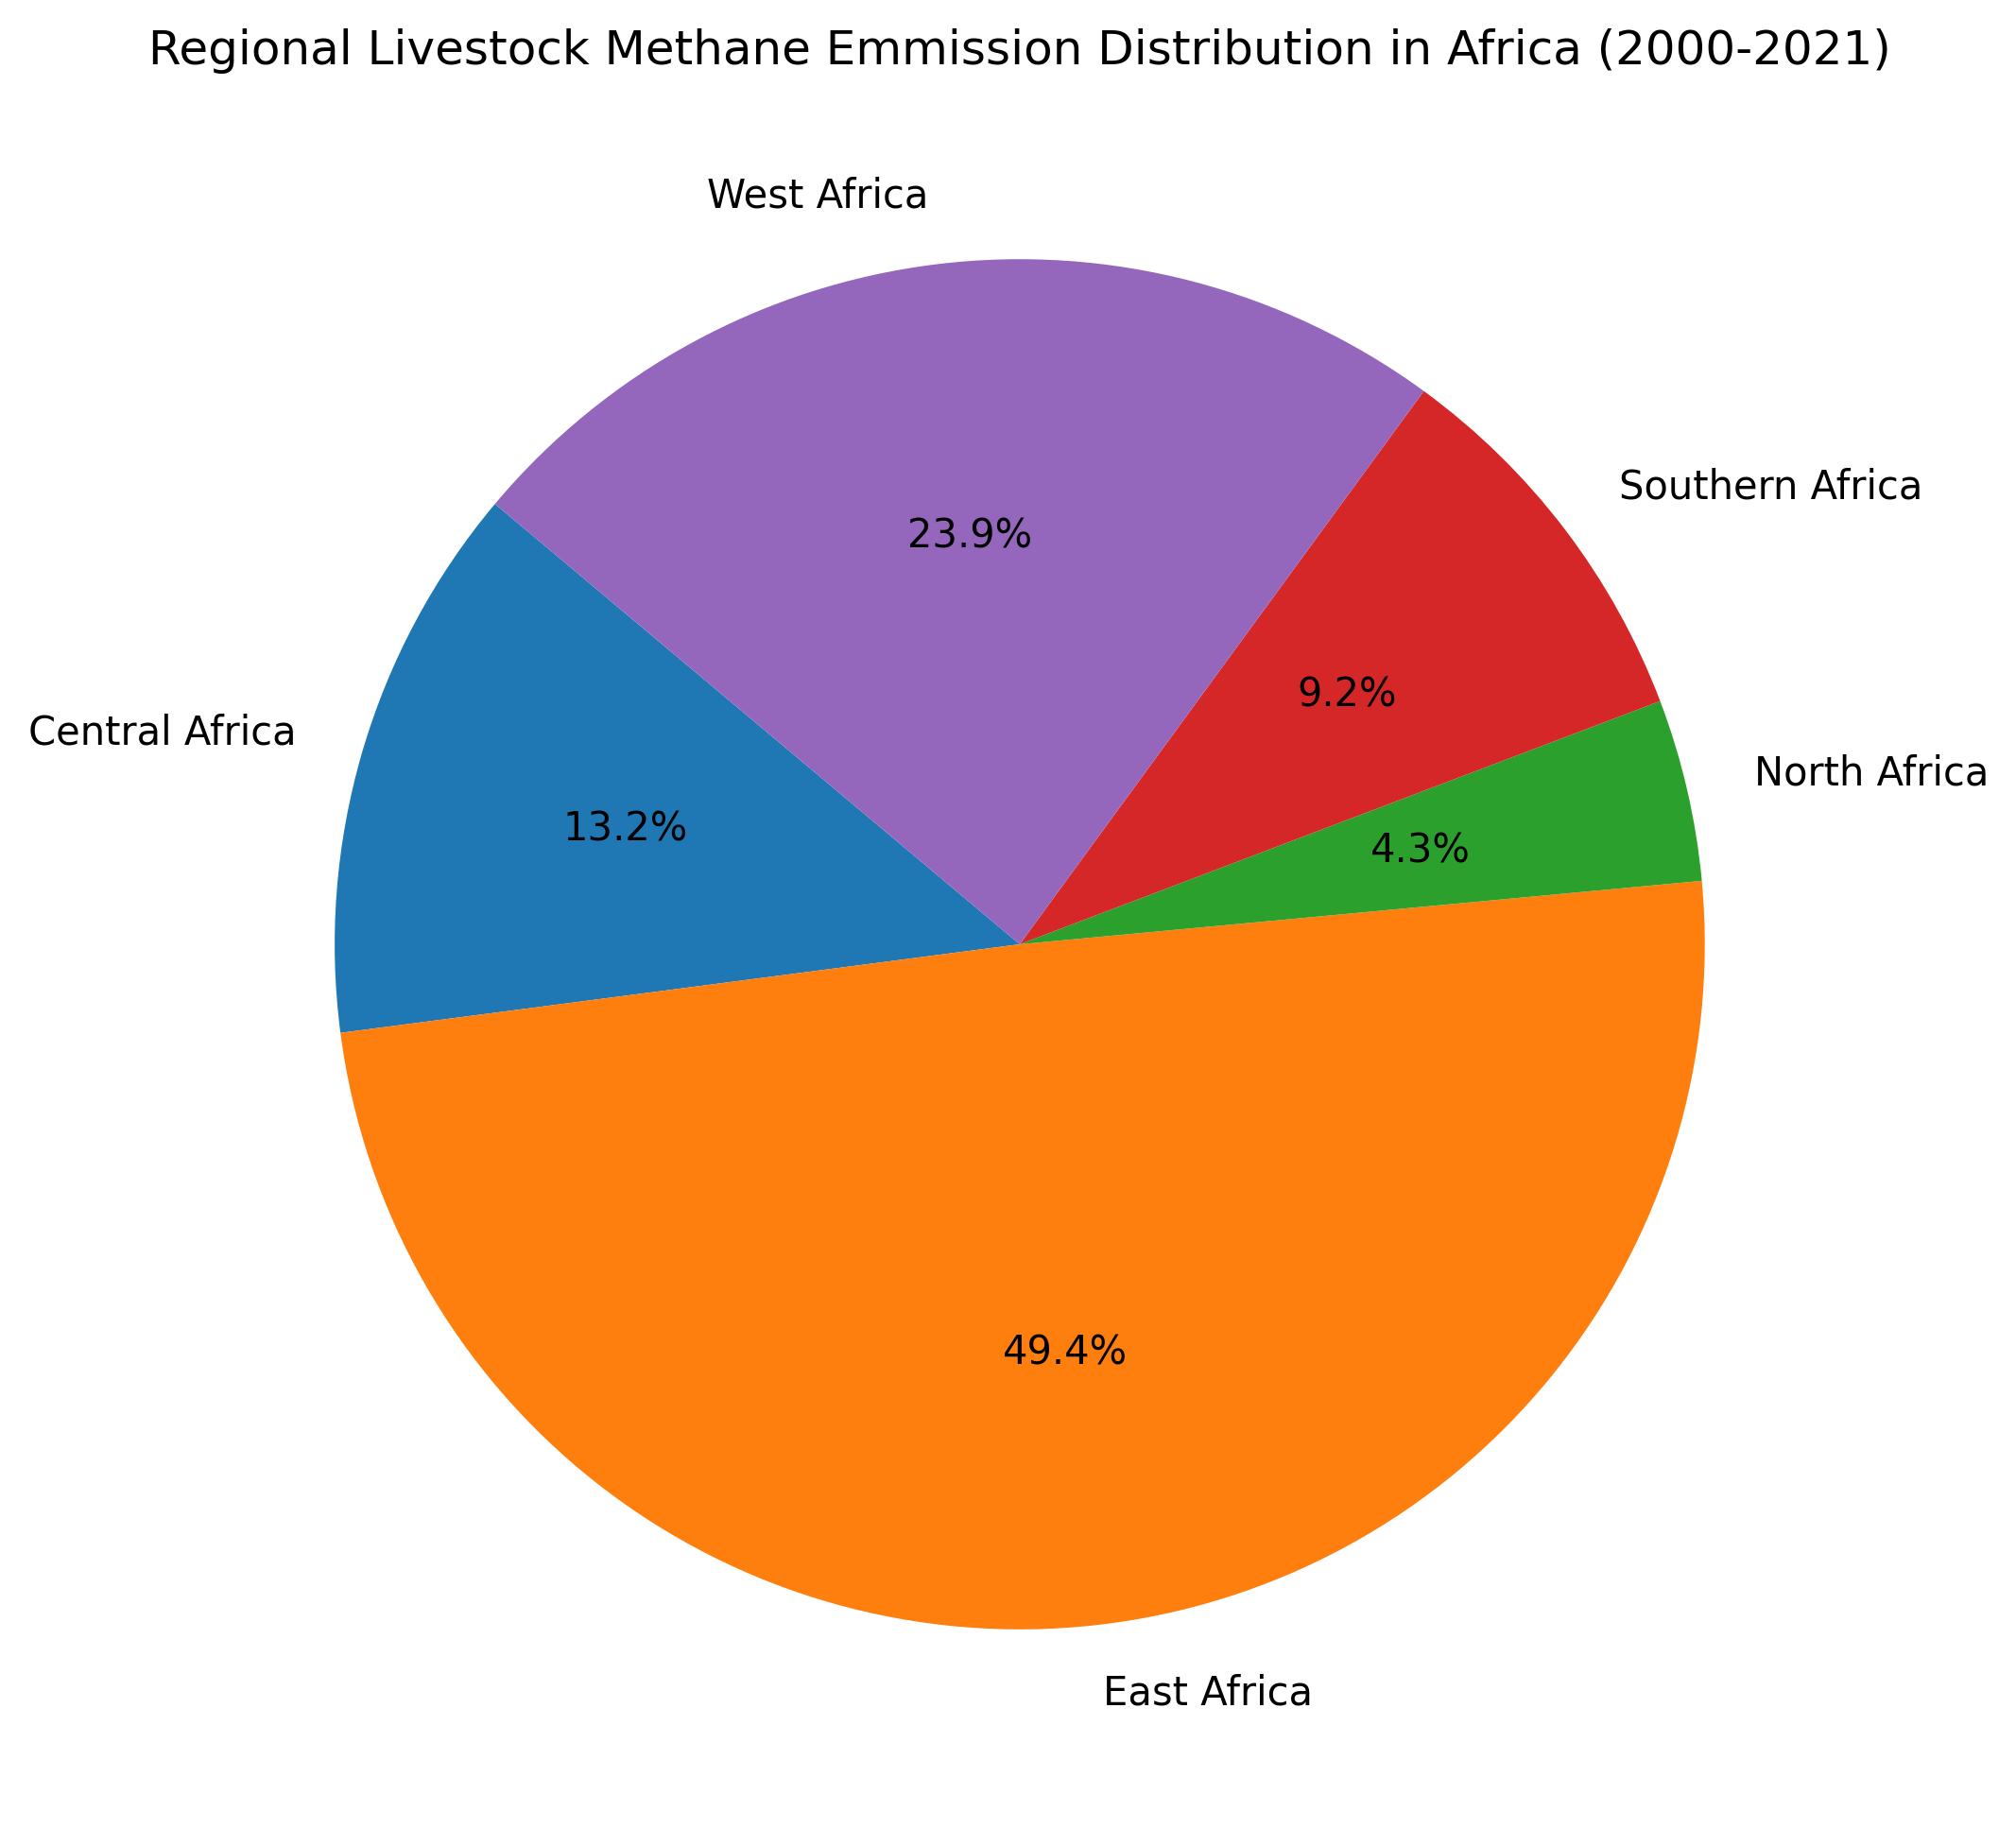 Regional Livestock Methane Emmission Distribution in Africa (2000-2021)
West Africa
Southern Africa
23.9%
9.2%
Central Africa
North Africa
13.2%
4.3%
49.4%
East Africa